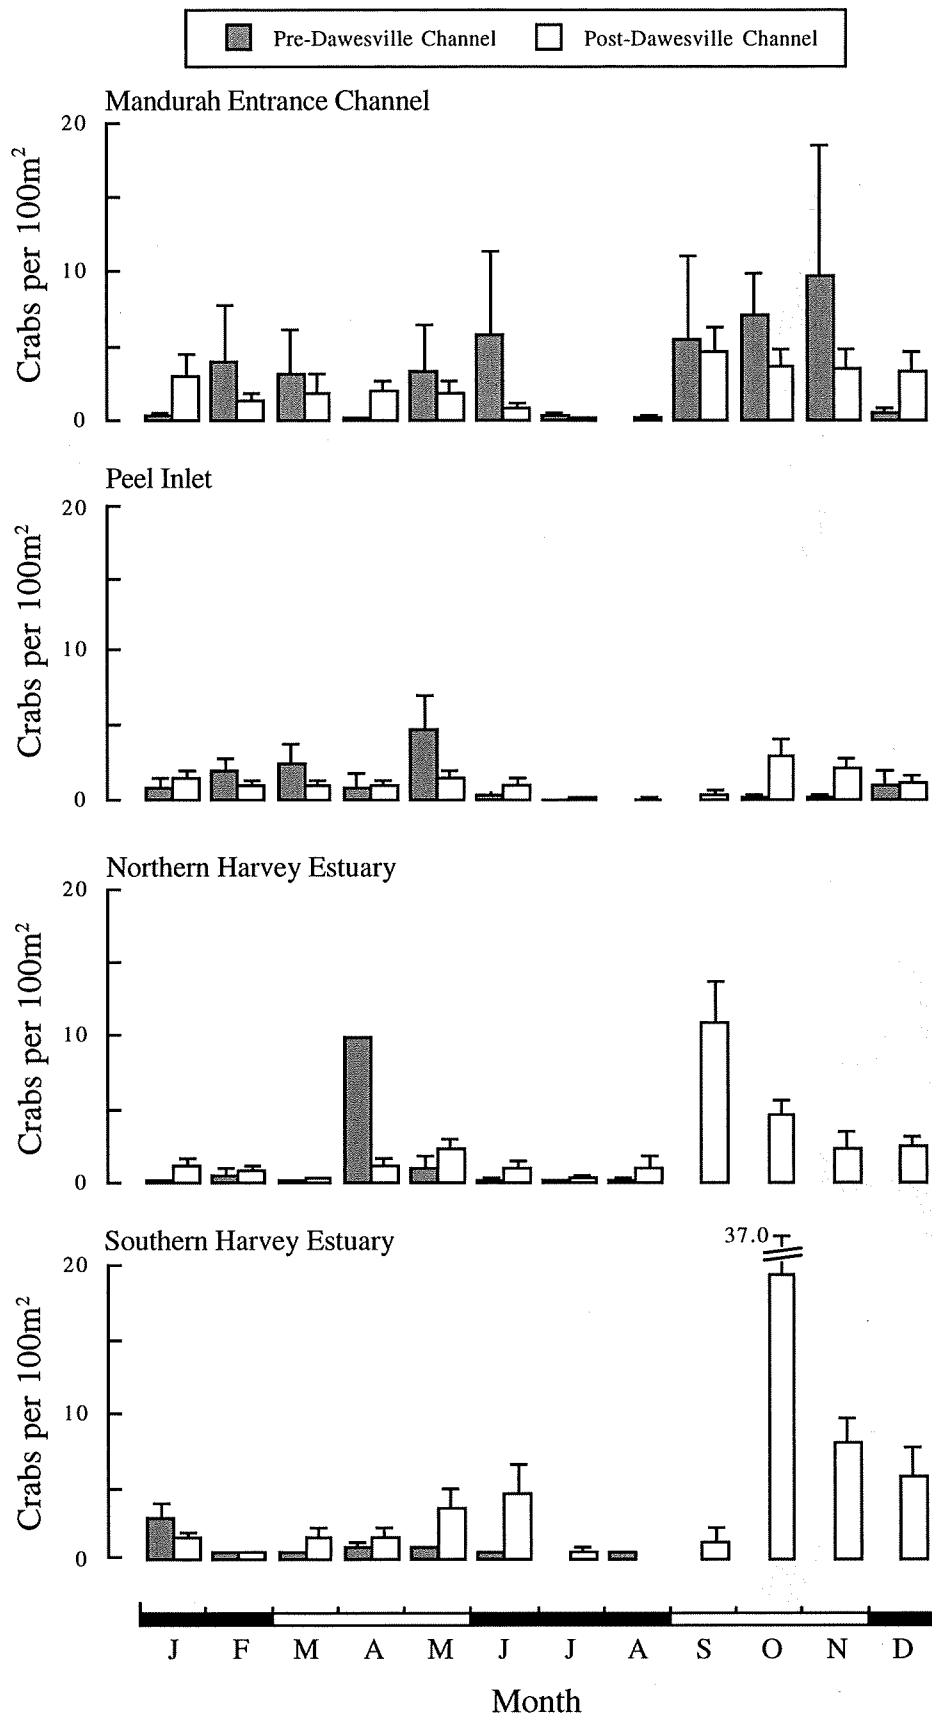 Pre-Dawesville Channel Post-Dawesville Channel
Mandurah Entrance Channel
20
10
0
Crabs per 100m²
Peel Inlet
20
10
0
Crabs per 100m²
Northern Harvey Estuary
20
10
0
Crabs per 100m²
Southern Harvey Estuary
37.0
20
10
0
Crabs per 100m²
J F M A M J J A S O N D
Month